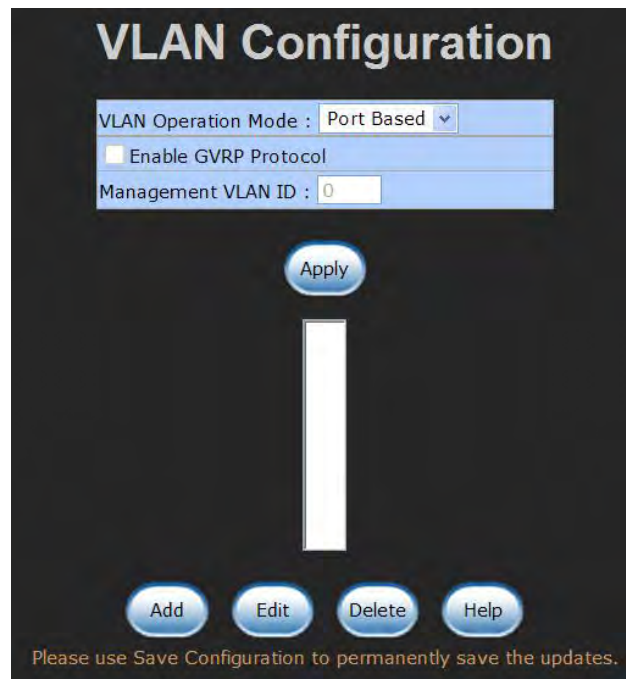 VLAN Configuration
VLAN Operation Mode : Port Based
Enable GVRP Protocol
Management VLAN ID : 0
Apply
Add Edit Delete Help
Please use Save Configuration to permanently save the updates.